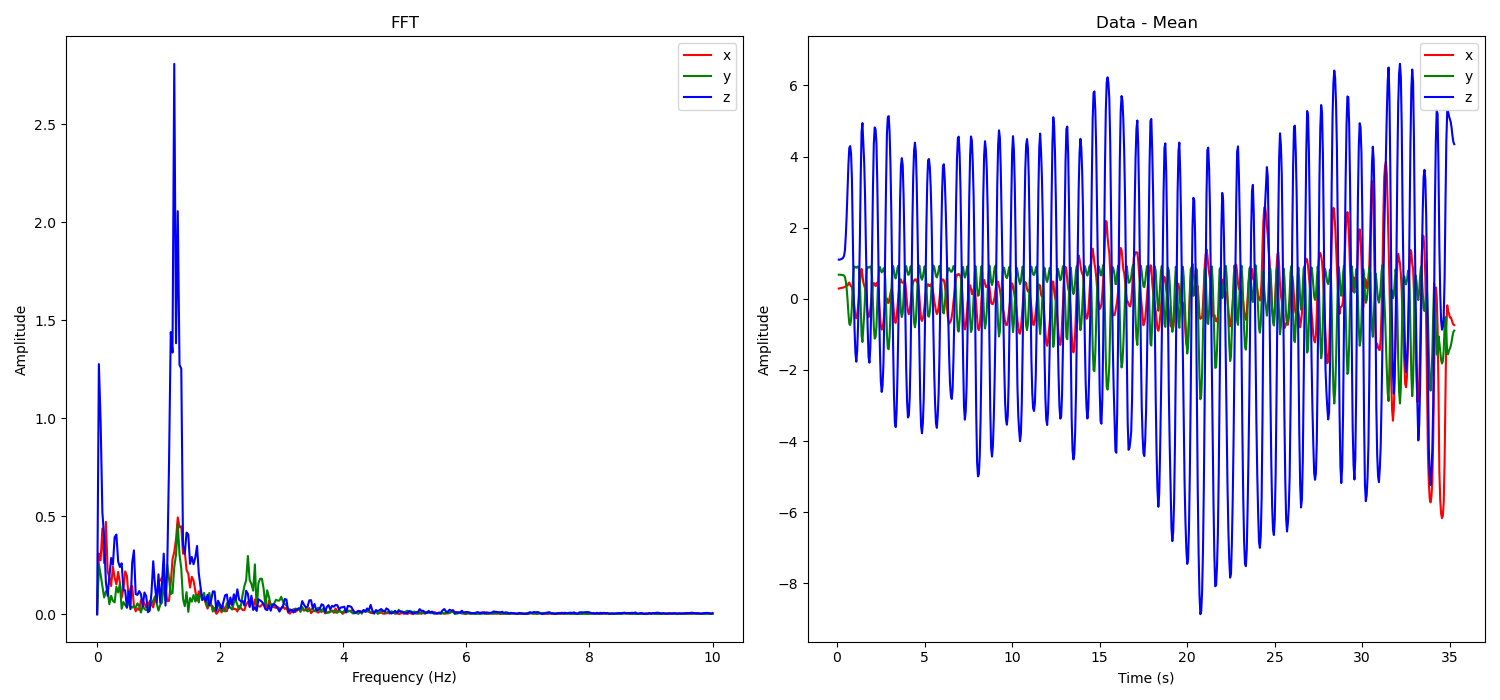 FFT
x
y
z
Amplitude
2.5
2.0
1.5
1.0
0.5
0.0
0 2 4 6 8 10
Frequency (Hz)
Data - Mean
x
y
z
Amplitude
6
4
2
0
−2
−4
−6
−8
0 5 10 15 20 25 30 35
Time (s)